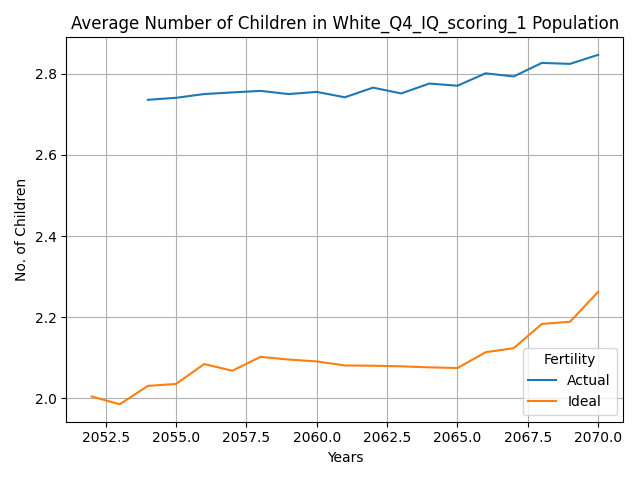 Average Number of Children in White_Q4_IQ_scoring_1 Population
2.8
2.6
2.4
2.2
2.0
No. of Children
2052.5 2055.0 2057.5 2060.0 2062.5 2065.0 2067.5 2070.0
Years
Fertility
Actual
Ideal